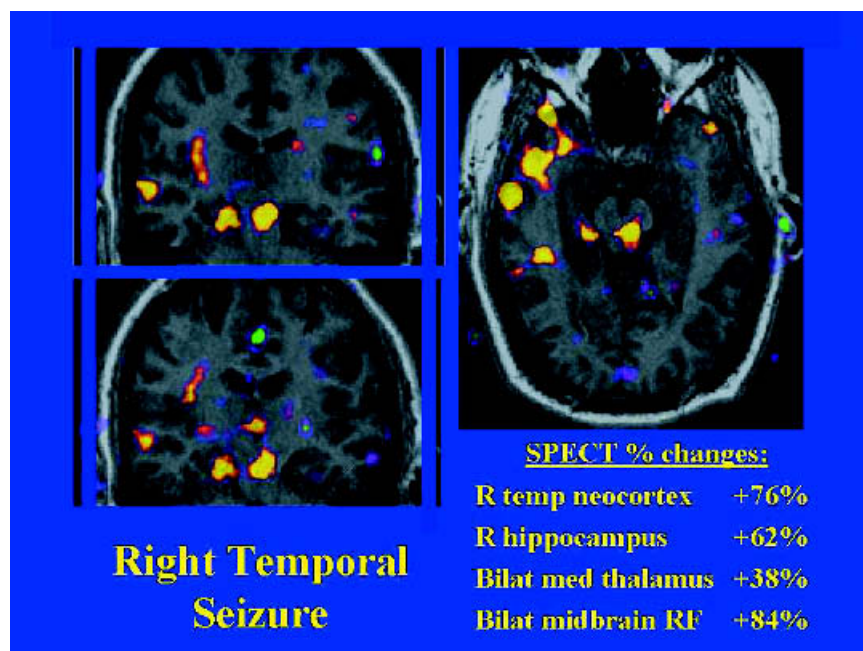 Right Temporal
Seizure
SPECT % changes:
R temp neocortex +76%
R hippocampus +62%
Bilat med thalamus +38%
Bilat midbrain RF +84%